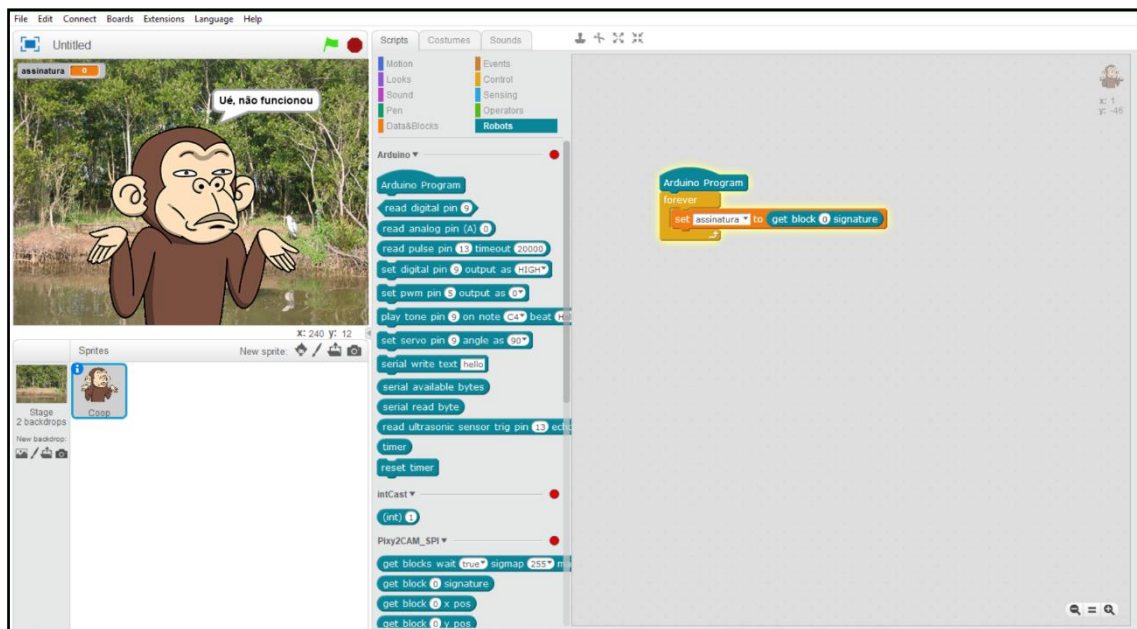 File Edit Connect Boards Extensions Language Help
Untitled
assinatura 0
Ué, não funcionou
x: 240 y: 12
Sprites
New sprite:
Stage
2 backdrops
New backdrop:
Coop
Scripts Costumes Sounds
Motion Events
Looks Control
Sound Sensing
Pen Operators
Data&Blocks Robots
Arduino
Arduino Program
read digital pin 9
read analog pin (A) 0
read pulse pin 13 timeout 20000
set digital pin 9 output as HIGH
set pwm pin 5 output as 0
play tone pin 9 on note C4 beat
set servo pin 9 angle as 90
serial write text hello
serial available bytes
serial read byte
read ultrasonic sensor trig pin 13
timer
reset timer
intCast
(int) 1
Pixy2CAM_SPI
get blocks wait true sigmap 255
get block 0 signature
get block 0 x pos
get block 0 y pos
Arduino Program
forever
set assinatura to get block 0 signature
x: 1
y: -46